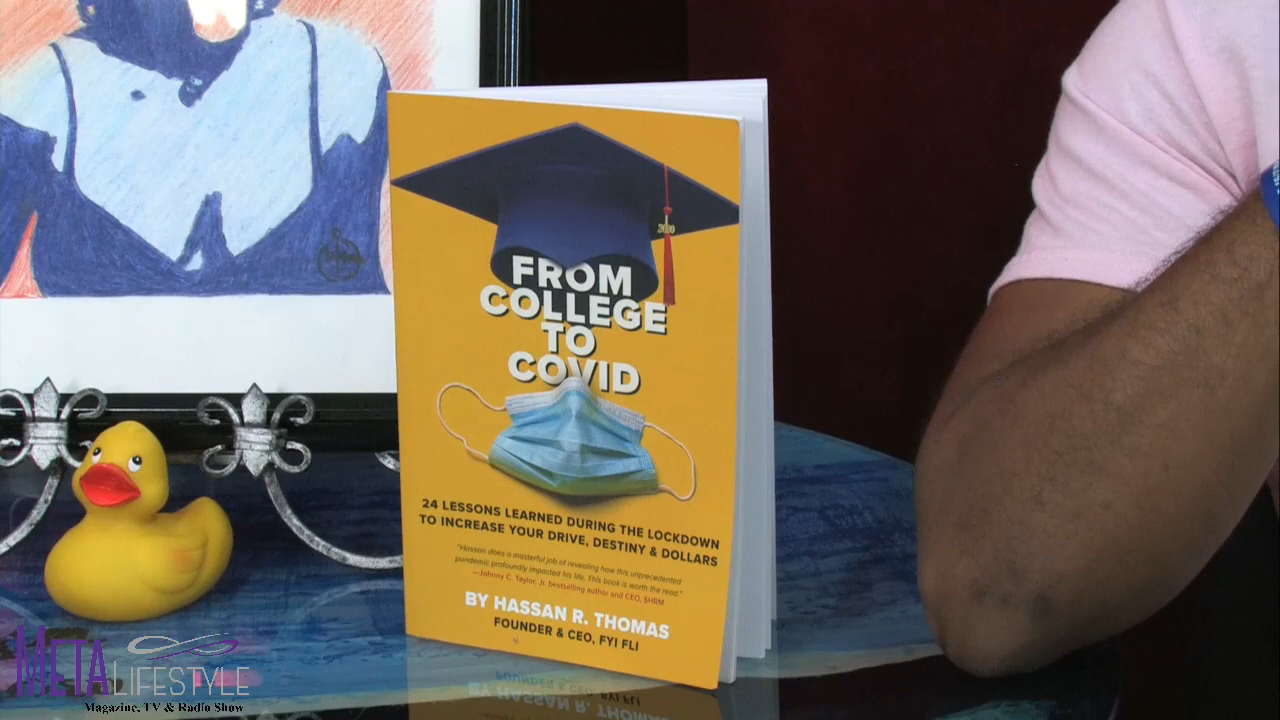 2020
FROM
COLLEGE
TO
COVID
24 LESSONS LEARNED DURING THE LOCKDOWN
TO INCREASE YOUR DRIVE, DESTINY & DOLLARS
"Hassan does a masterful job of revealing how this unprecedented
pandemic profoundly impacted his life. This book is worth the read."
—Johnny C. Taylor, Jr. bestselling author and CEO, SHRM
BY HASSAN R. THOMAS
FOUNDER & CEO, FYI FLI
METALIFESTYLE
Magazine, TV & Radio Show